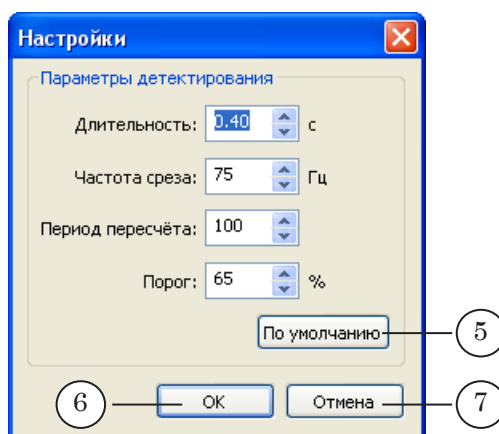 Настройки
Параметры детектирования
Длительность: 0.40 с
Частота среза: 75 Гц
Период пересчёта: 100
Порог: 65 %
По умолчанию 5
6 ОК Отмена 7